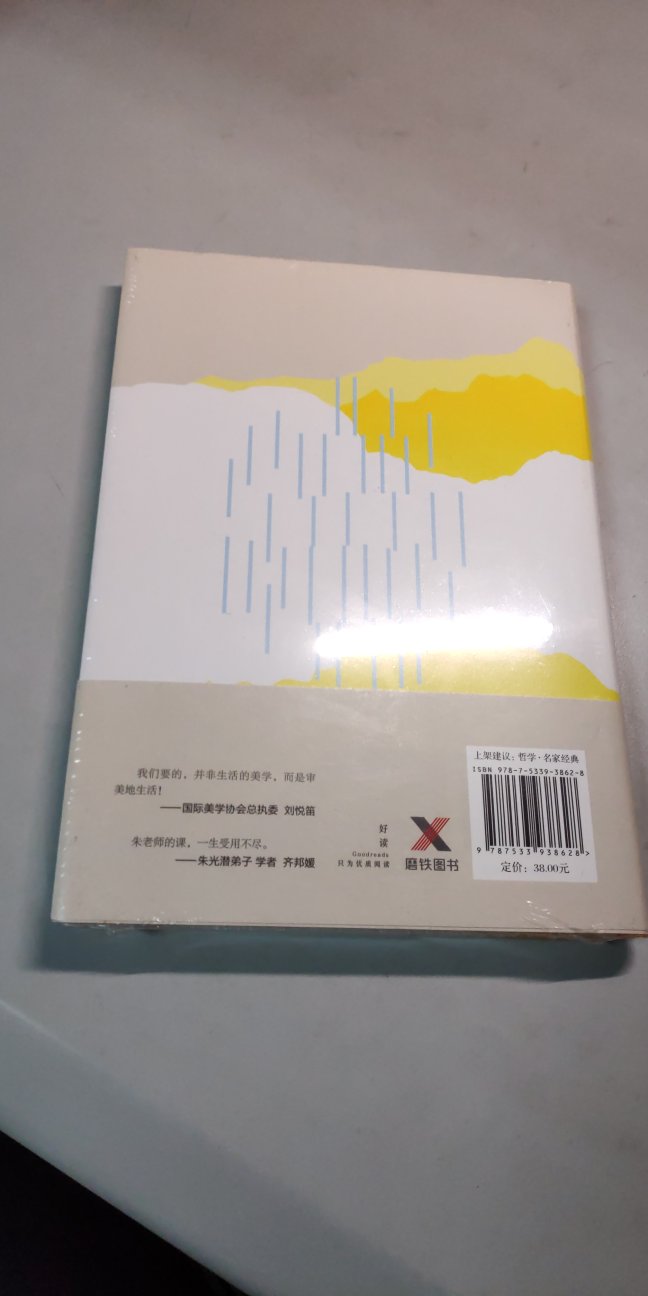 我们要的，并非生活的美学，而是审
美地生活！
——国际美学协会总执委 刘悦笛
朱老师的课，一生受用不尽。
——朱光潜弟子 学者 齐邦媛
好
读
Goodreads
只为优质阅读
磨铁图书
上架建议：哲学·名家经典
ISBN 978-7-5339-3862-8
9 787533 938628 >
定价：38.00元